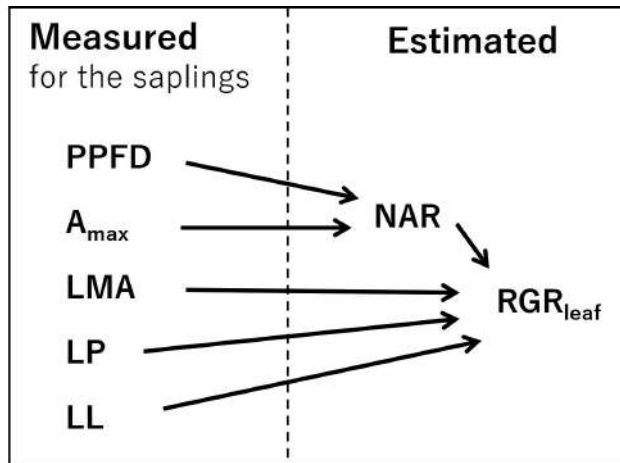 Measured
for the saplings
Estimated
PPFD
Amax
NAR
LMA
RGRleaf
LP
LL